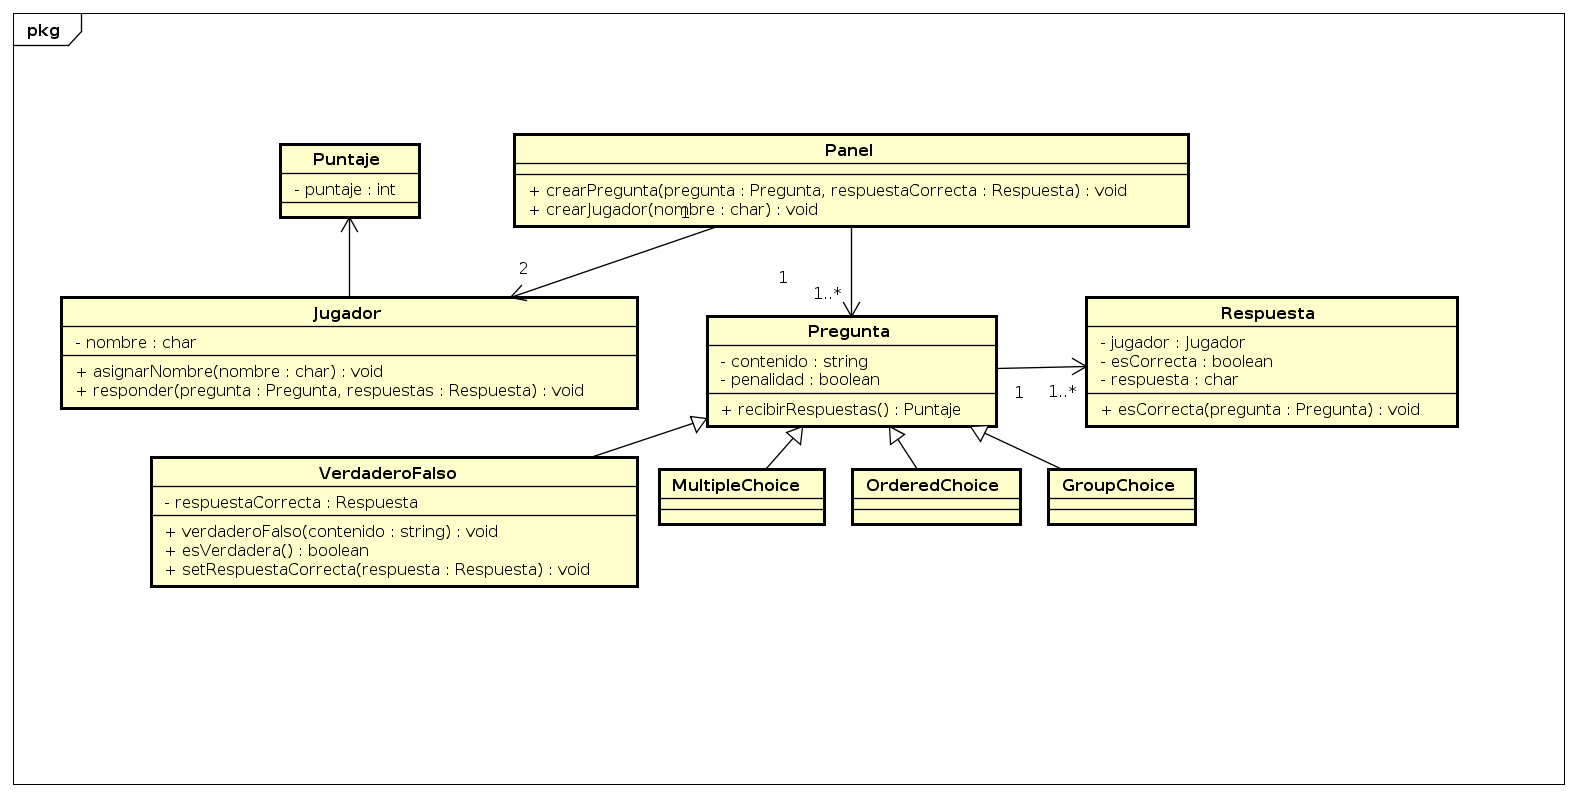 pkg
Puntaje
- puntaje : int
Panel
+ crearPregunta(pregunta : Pregunta, respuestaCorrecta : Respuesta) : void
+ crearJugador(nombre : char) : void
1
2
1
1..*
Jugador
- nombre : char
+ asignarNombre(nombre : char) : void
+ responder(pregunta : Pregunta, respuestas : Respuesta) : void
Pregunta
- contenido : string
- penalidad : boolean
+ recibirRespuestas() : Puntaje
1
1..*
Respuesta
- jugador : Jugador
- esCorrecta : boolean
- respuesta : char
+ esCorrecta(pregunta : Pregunta) : void
VerdaderoFalso
- respuestaCorrecta : Respuesta
+ verdaderoFalso(contenido : string) : void
+ esVerdadera() : boolean
+ setRespuestaCorrecta(respuesta : Respuesta) : void
MultipleChoice
OrderedChoice
GroupChoice